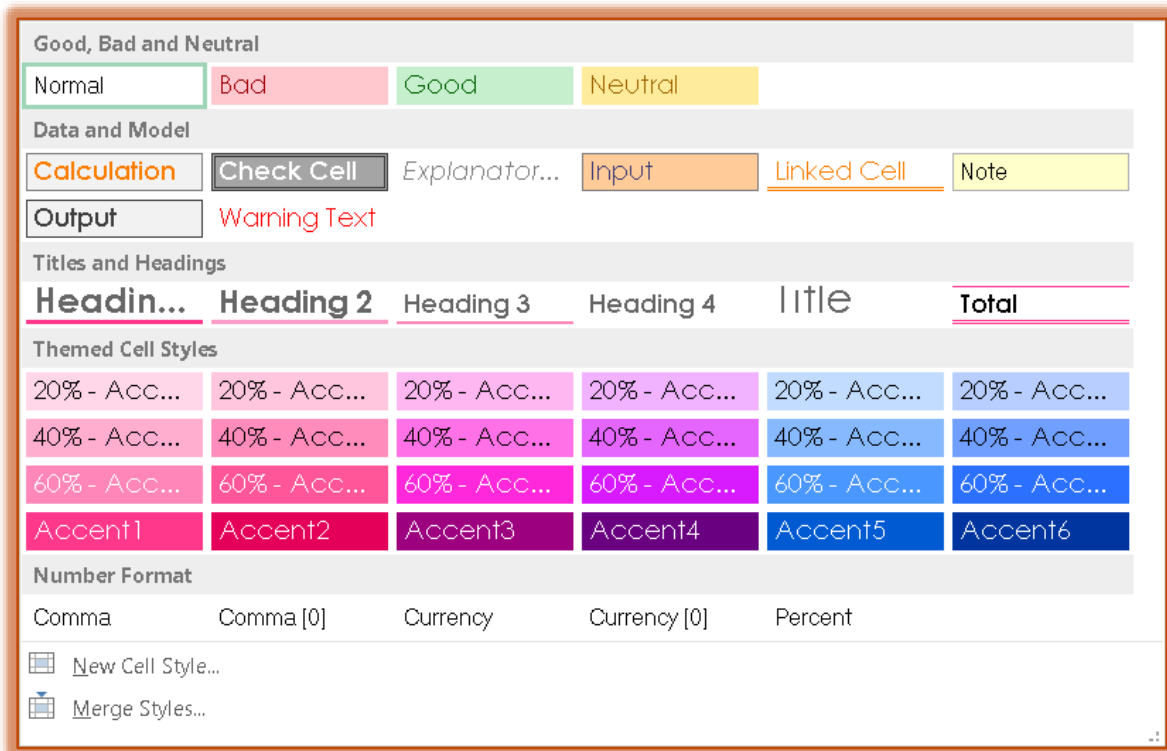 Good, Bad and Neutral
Normal Bad Good Neutral
Data and Model
Calculation Check Cell Explanator... Input Linked Cell Note
Output Warning Text
Titles and Headings
Headin... Heading 2 Heading 3 Heading 4 Title Total
Themed Cell Styles
20% - Acc... 20% - Acc... 20% - Acc... 20% - Acc... 20% - Acc... 20% - Acc...
40% - Acc... 40% - Acc... 40% - Acc... 40% - Acc... 40% - Acc... 40% - Acc...
60% - Acc... 60% - Acc... 60% - Acc... 60% - Acc... 60% - Acc... 60% - Acc...
Accent1 Accent2 Accent3 Accent4 Accent5 Accent6
Number Format
Comma Comma [0] Currency Currency [0] Percent
New Cell Style...
Merge Styles...